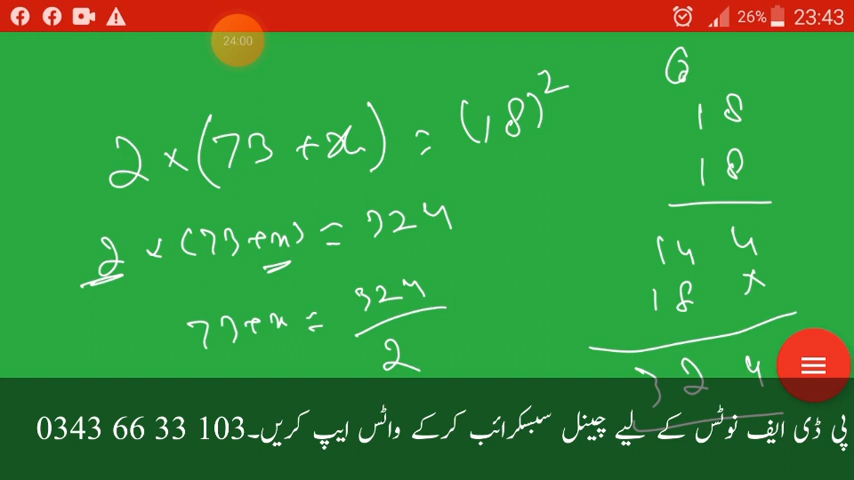 26% 23:43
24:00
2 × (73 + x) = (18)²
2 × (73 + x) = 324
73 + x = 324 / 2
18
18
144
18 ×
324
پی ڈی ایف نوٹس کے لیے چینل سبسکرائب کرکے واٹس ایپ کریں۔0343 66 33 103